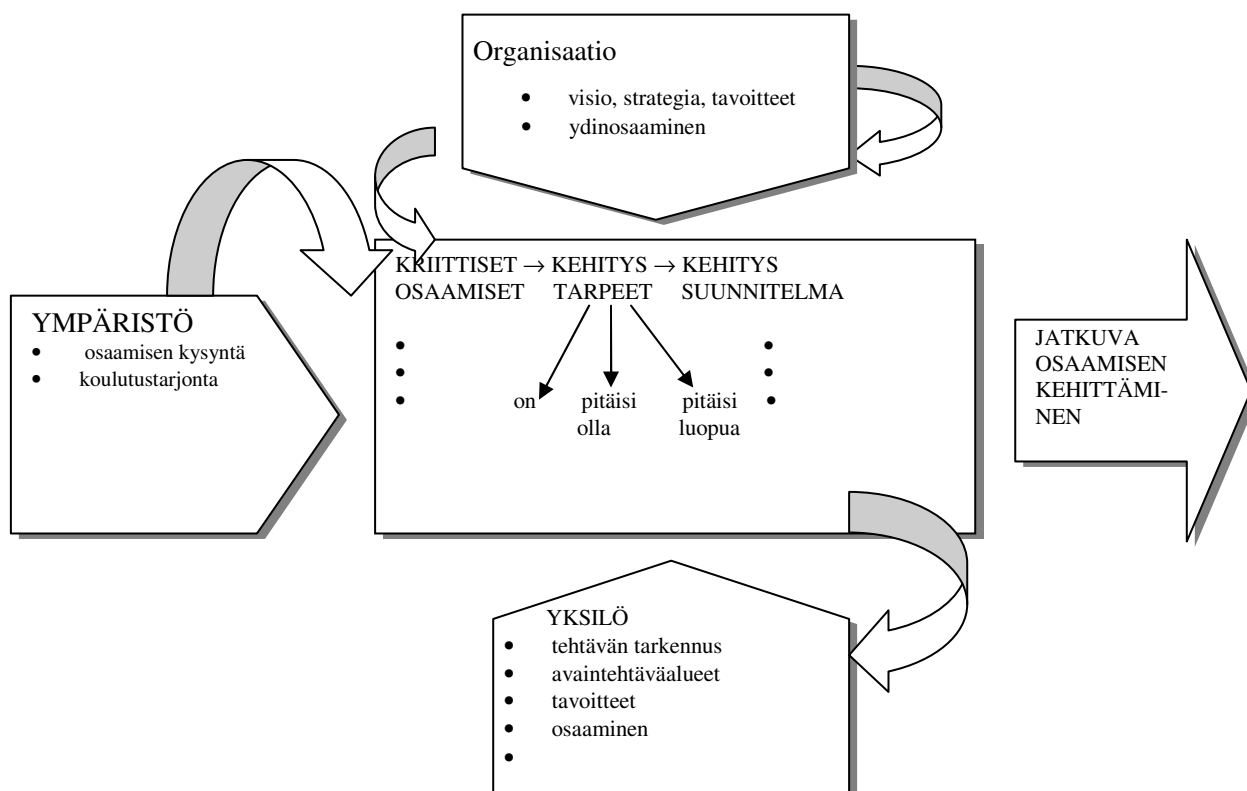 Organisaatio
• visio, strategia, tavoitteet
• ydinosaaminen
KRIITTISET → KEHITYS → KEHITYS
OSAAMISET TARPEET SUUNNITELMA
YMPÄRISTÖ
• osaamisen kysyntä
• koulutustarjonta
• •
• •
• on pitäisi pitäisi •
olla luopua
JATKUVA
OSAAMISEN
KEHITTÄMI-
NEN
YKSILÖ
• tehtävän tarkennus
• avaintehtäväalueet
• tavoitteet
• osaaminen
•